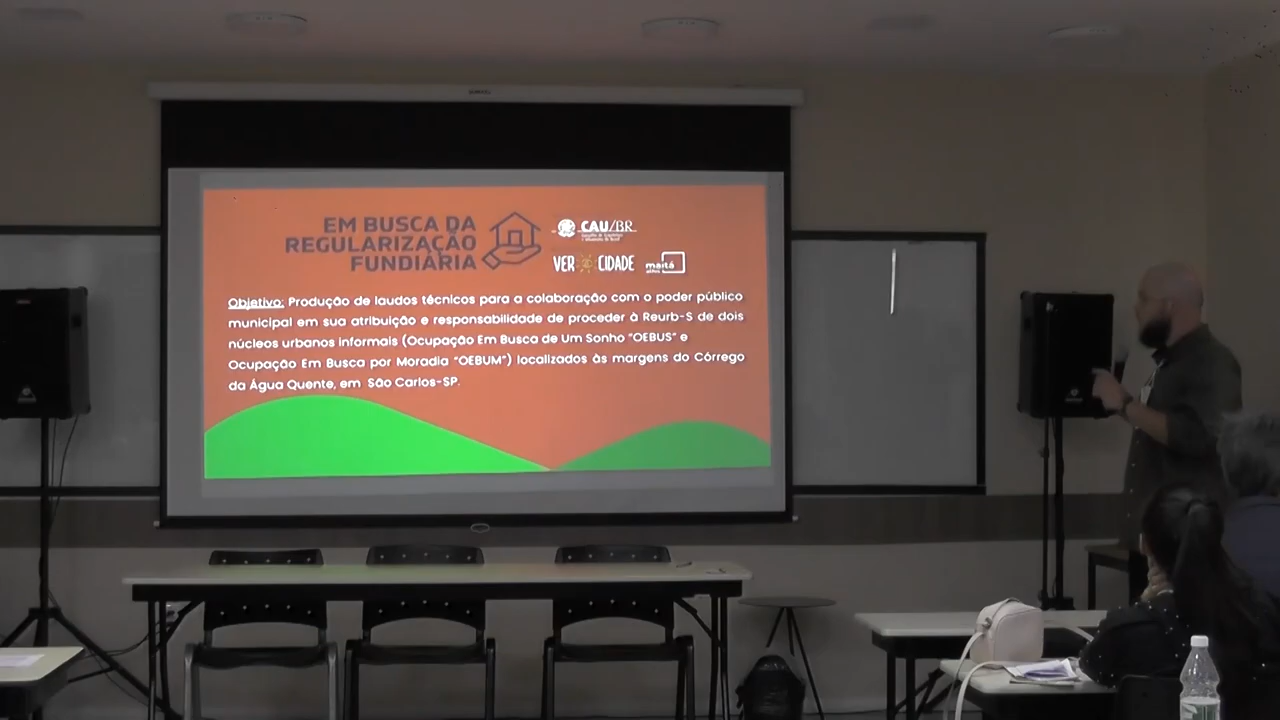 EM BUSCA DA
REGULARIZAÇÃO
FUNDIÁRIA
CAU/BR
VER CIDADE
Objetivo: Produção de laudos técnicos para a colaboração com o poder público
municipal em sua atribuição e responsabilidade de proceder à Reurb-S de dois
núcleos urbanos informais (Ocupação Em Busca de Um Sonho "OEBUS" e
Ocupação Em Busca por Moradia "OEBUM") localizados às margens do Córrego
da Água Quente, em São Carlos-SP.